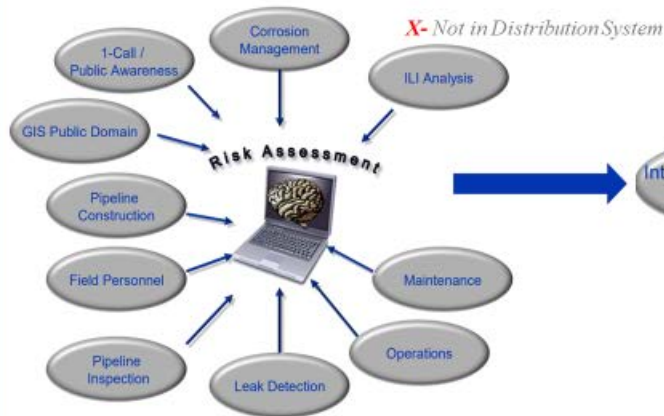 Corrosion
Management
X- Not in Distribution System
1-Call /
Public Awareness
ILI Analysis
GIS Public Domain
Risk Assessment
Pipeline
Construction
Field Personnel
Maintenance
Pipeline
Inspection
Operations
Leak Detection